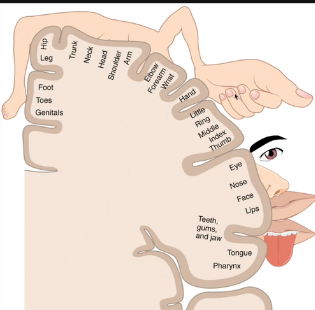 Hip
Leg
Trunk
Neck
Head
Shoulder
Arm
Elbow
Forearm
Wrist
Hand
Little
Ring
Middle
Index
Thumb
Foot
Toes
Genitals
Eye
Nose
Face
Lips
Teeth,
gums,
and jaw
Tongue
Pharynx